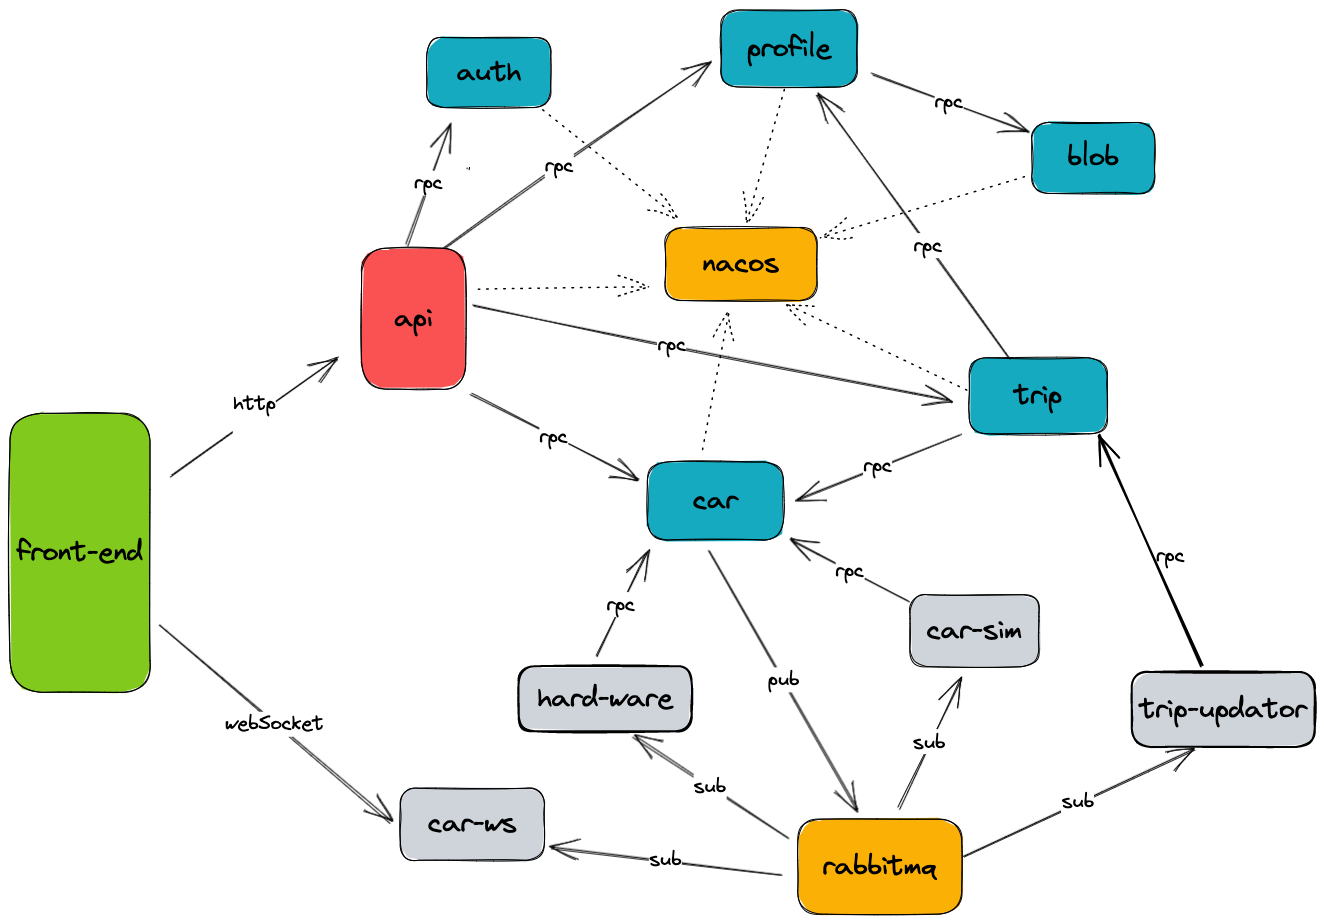 profile
auth
rpc
blob
rpc
rpc
rpc
nacos
api
rpc
trip
http
rpc
rpc
car
front-end
rpc
rpc
rpc
car-sim
pub
hard-ware
trip-updator
webSocket
sub
sub
sub
car-ws
sub
rabbitmq